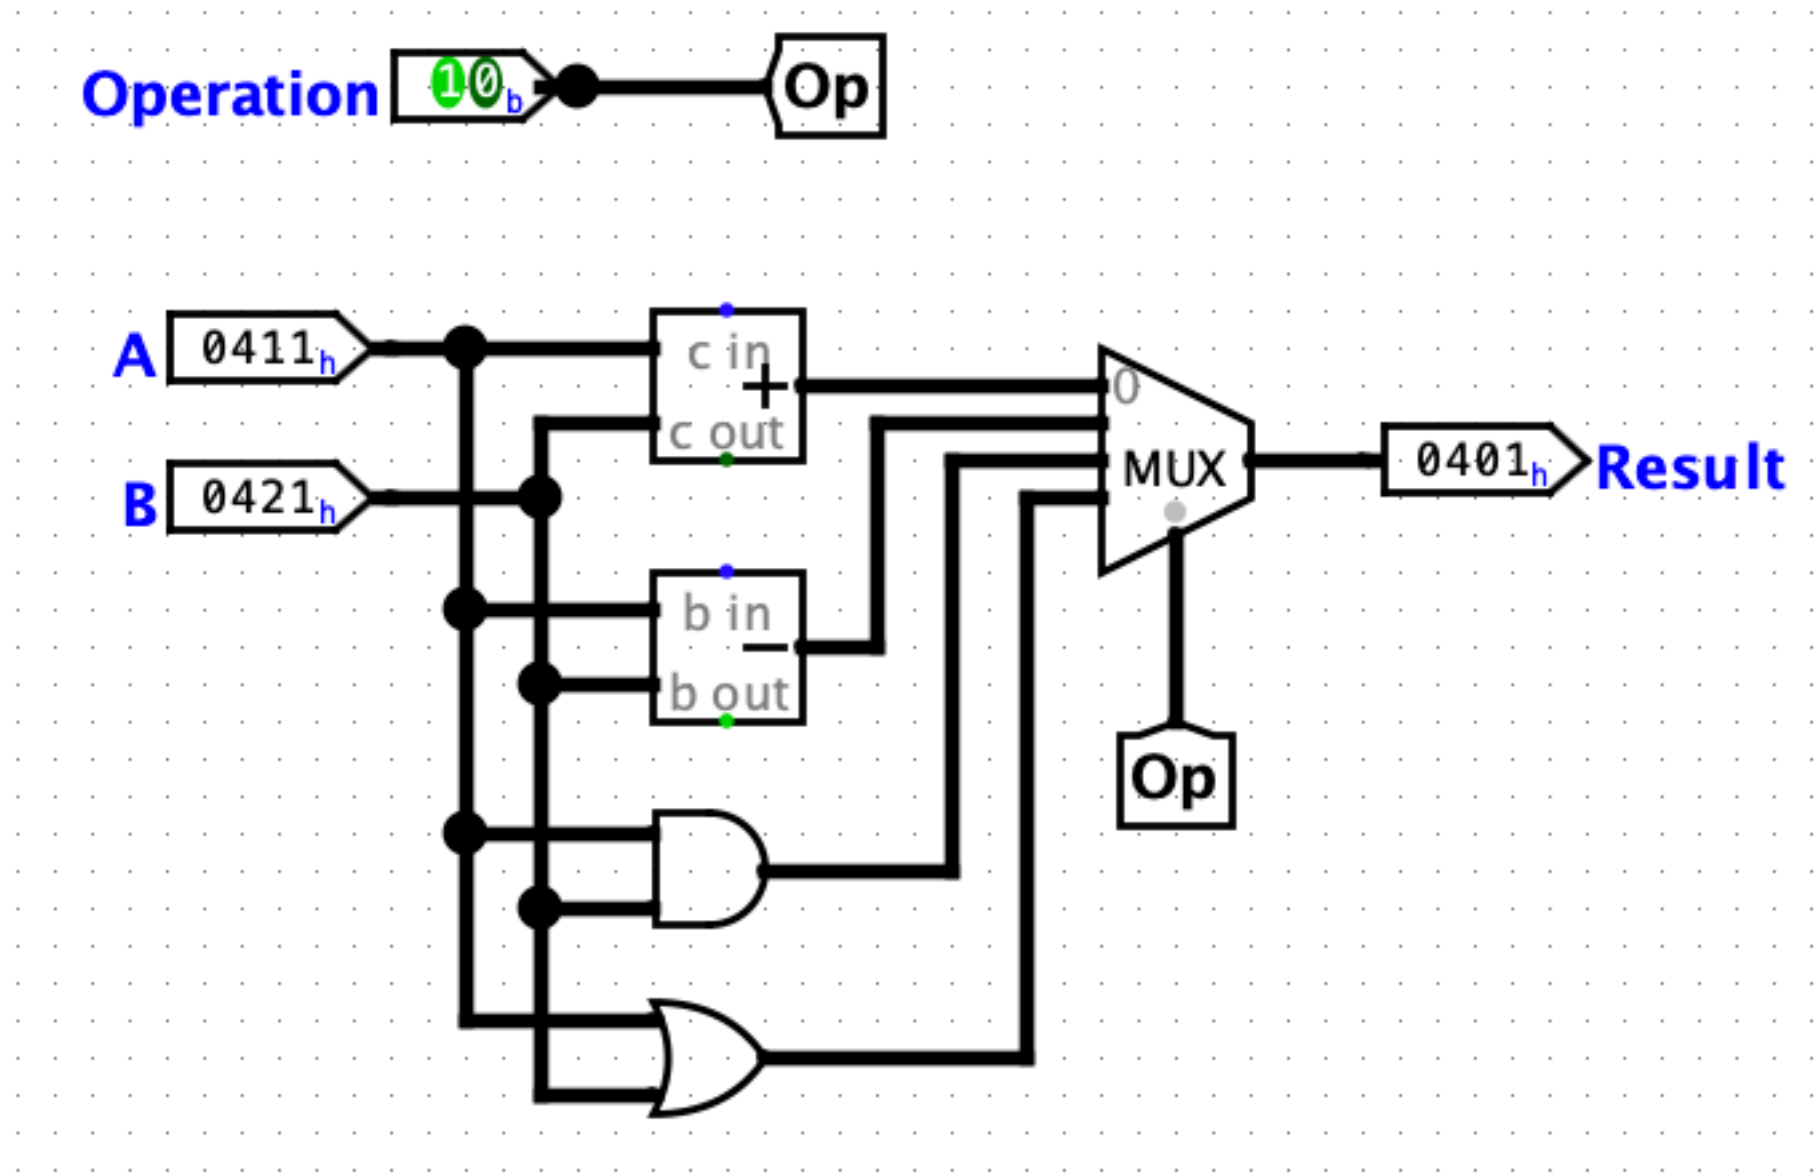 Operation 10b Op
A 0411h
c in
+
c out
0
B 0421h
MUX
0401h Result
b in
−
b out
Op